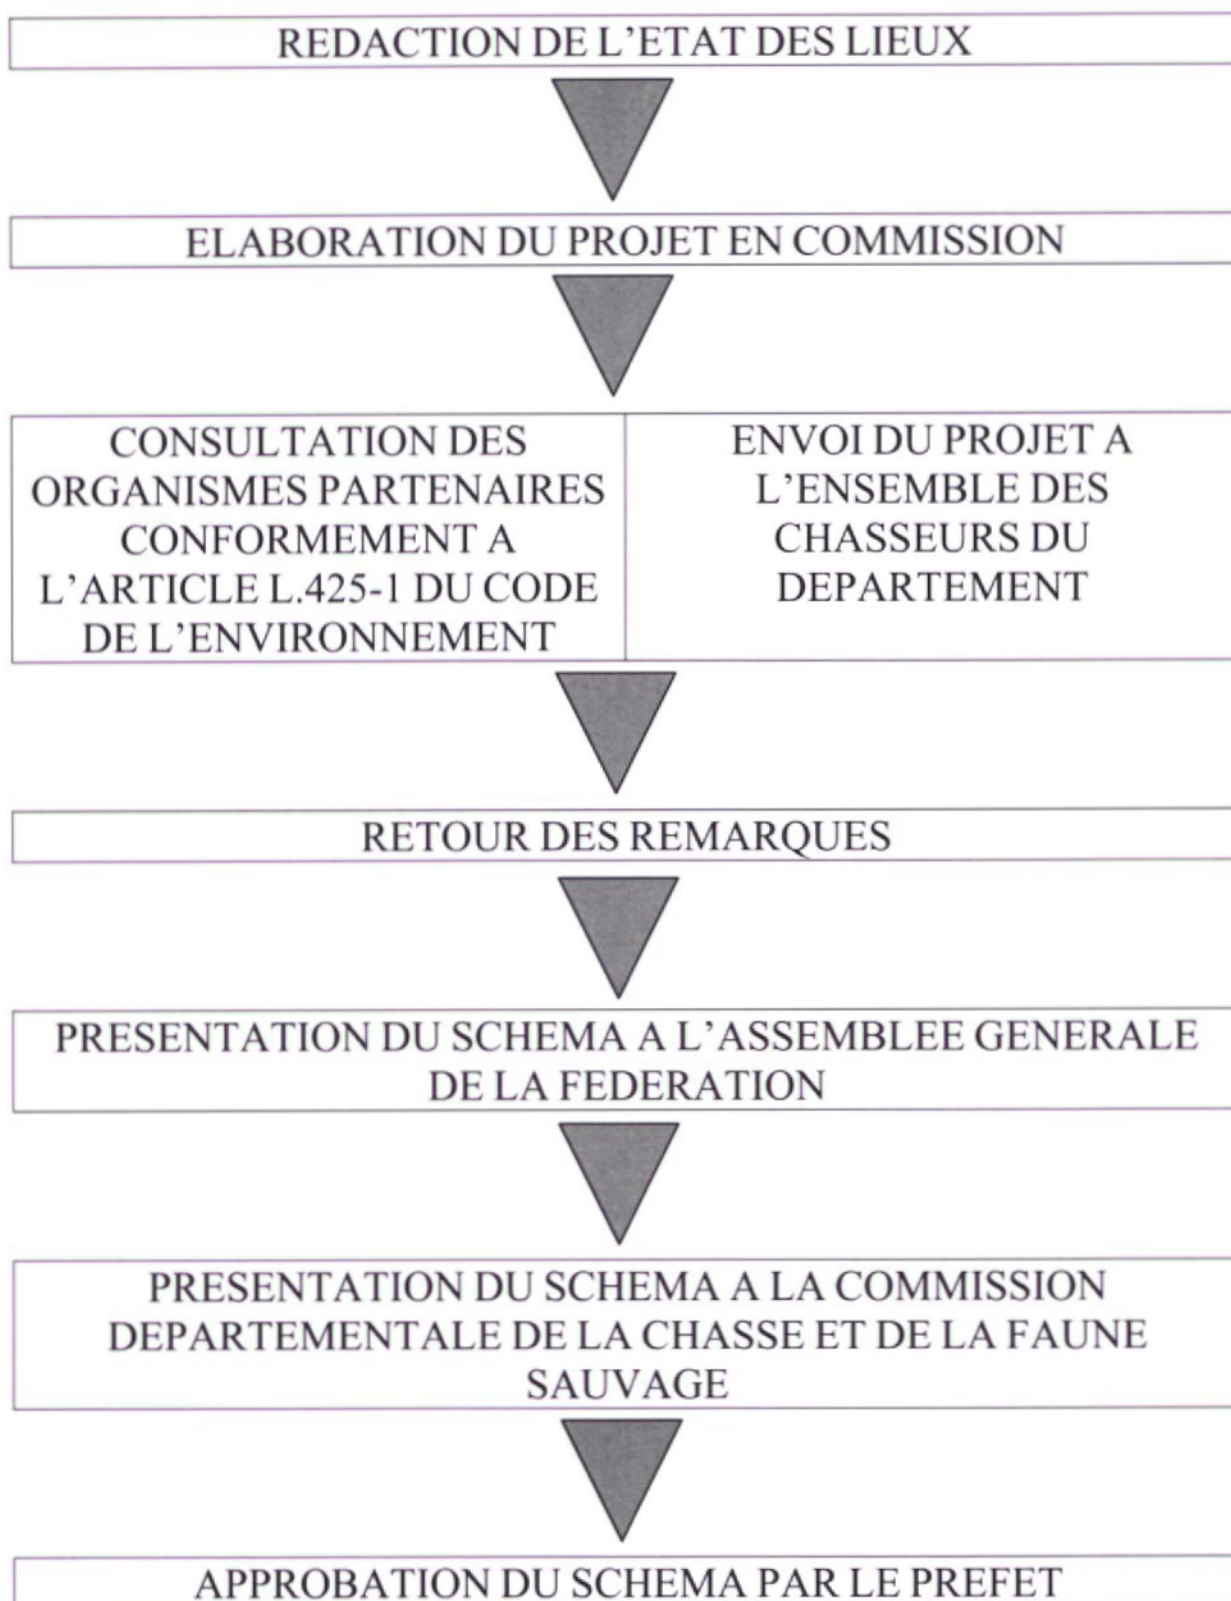 REDACTION DE L'ETAT DES LIEUX
ELABORATION DU PROJET EN COMMISSION
CONSULTATION DES
ORGANISMES PARTENAIRES
CONFORMEMENT A
L'ARTICLE L.425-1 DU CODE
DE L'ENVIRONNEMENT
ENVOI DU PROJET A
L'ENSEMBLE DES
CHASSEURS DU
DEPARTEMENT
RETOUR DES REMARQUES
PRESENTATION DU SCHEMA A L'ASSEMBLEE GENERALE
DE LA FEDERATION
PRESENTATION DU SCHEMA A LA COMMISSION
DEPARTEMENTALE DE LA CHASSE ET DE LA FAUNE
SAUVAGE
APPROBATION DU SCHEMA PAR LE PREFET